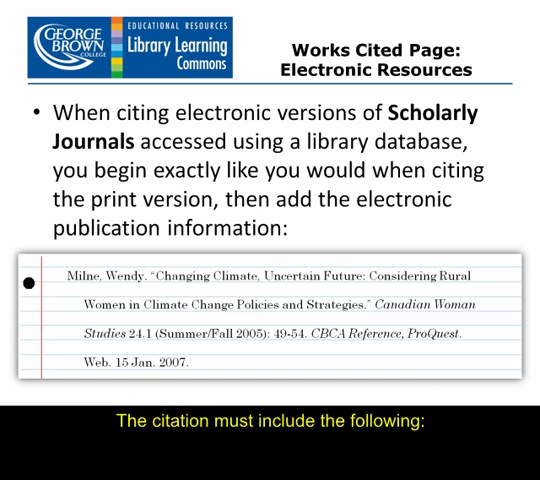 GEORGE
BROWN
COLLEGE
EDUCATIONAL RESOURCES
Library Learning
Commons
Works Cited Page:
Electronic Resources
• When citing electronic versions of Scholarly
Journals accessed using a library database,
you begin exactly like you would when citing
the print version, then add the electronic
publication information:
Milne, Wendy. “Changing Climate, Uncertain Future: Considering Rural
Women in Climate Change Policies and Strategies.” Canadian Woman
Studies 24.1 (Summer/Fall 2005): 49-54. CBCA Reference, ProQuest.
Web. 15 Jan. 2007.
The citation must include the following: